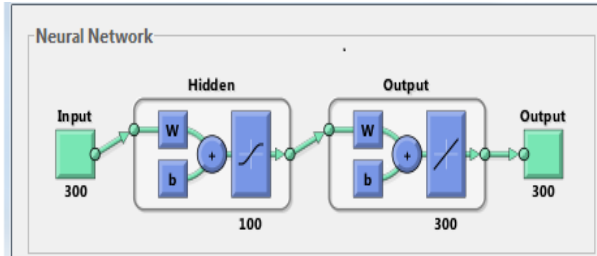 Neural Network
Hidden Output
Input Output
W W
+ +
b b
300 300
100 300